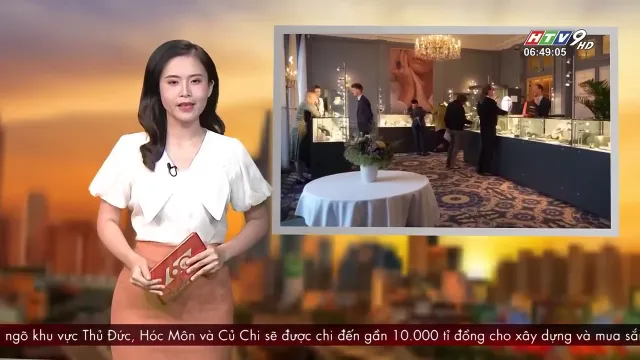 HTV9 HD
06:49:05
ngõ khu vực Thủ Đức, Hóc Môn và Củ Chi sẽ được chi đến gần 10.000 tỉ đồng cho xây dựng và mua sắ